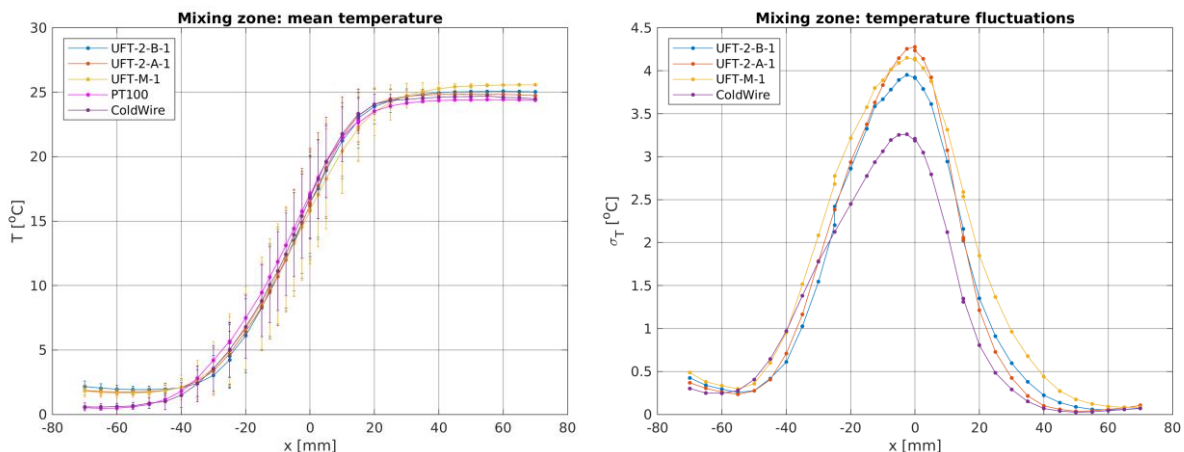 Mixing zone: mean temperature
30
25
20
15
10
5
0
T [°C]
UFT-2-B-1
UFT-2-A-1
UFT-M-1
PT100
ColdWire
-80 -60 -40 -20 0 20 40 60 80
x [mm]
Mixing zone: temperature fluctuations
4.5
4
3.5
3
2.5
2
1.5
1
0.5
0
σT [°C]
UFT-2-B-1
UFT-2-A-1
UFT-M-1
ColdWire
-80 -60 -40 -20 0 20 40 60 80
x [mm]